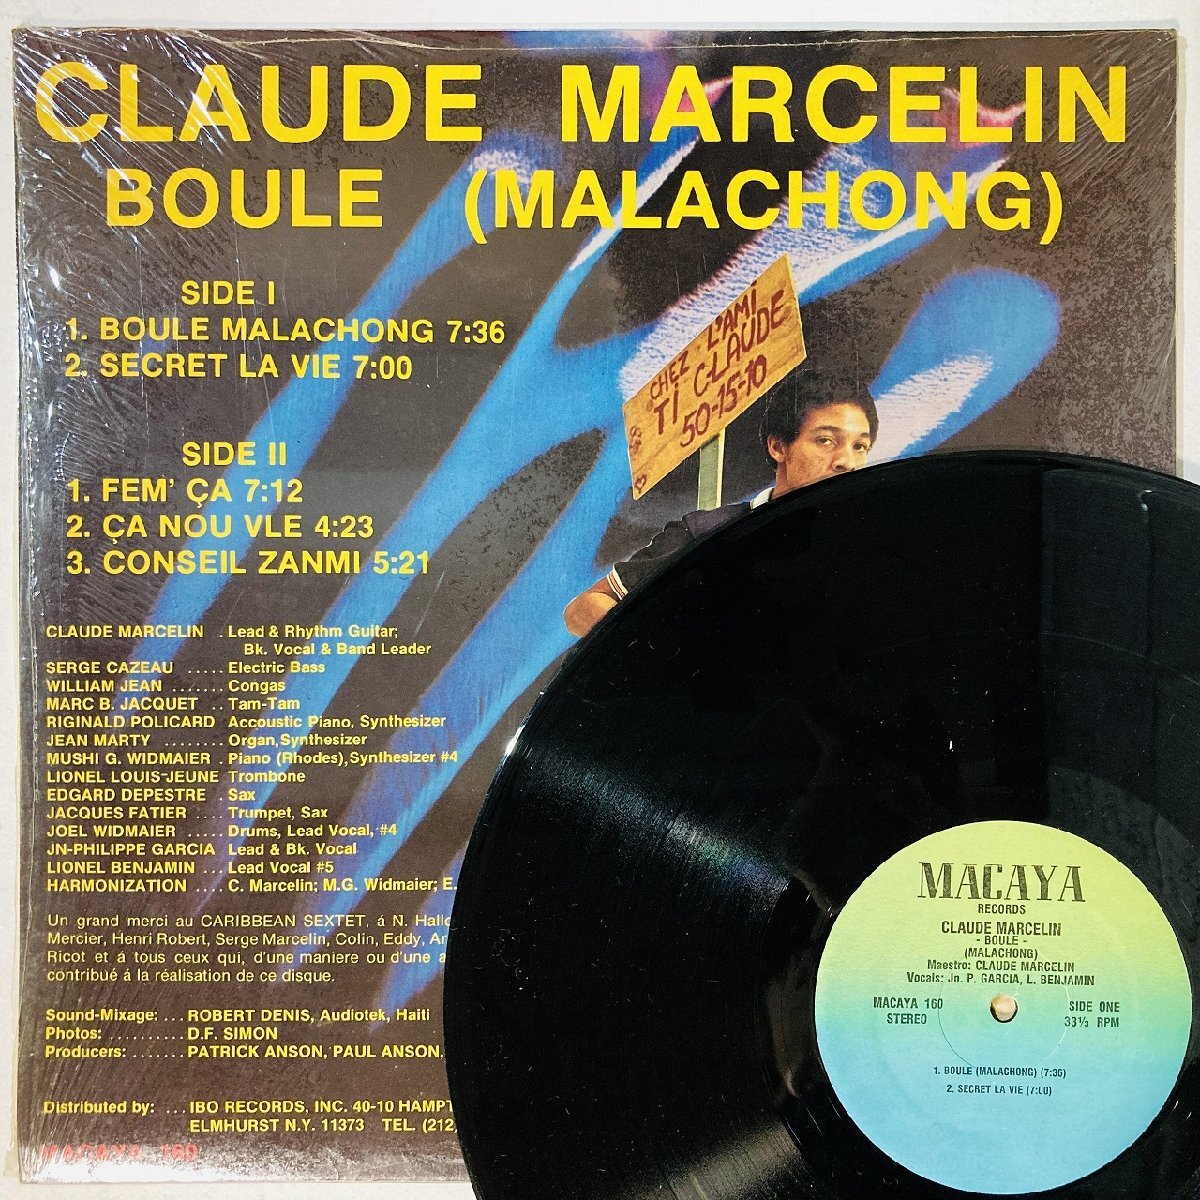 CLAUDE MARCELIN
BOULE (MALACHONG)
SIDE I
1. BOULE MALACHONG 7:36
2. SECRET LA VIE 7:00
SIDE II
1. FEM' ÇA 7:12
2. ÇA NOU VLE 4:23
3. CONSEIL ZANMI 5:21
CHEZ L'AMI
TI CLAUDE
50-15-10
CLAUDE MARCELIN . Lead & Rhythm Guitar;
Bk. Vocal & Band Leader
SERGE CAZEAU ..... Electric Bass
WILLIAM JEAN ....... Congas
MARC B. JACQUET .. Tam-Tam
RIGINALD POLICARD Accoustic Piano, Synthesizer
JEAN MARTY ........ Organ,Synthesizer
MUSHI G. WIDMAIER . Piano (Rhodes),Synthesizer #4
LIONEL LOUIS-JEUNE Trombone
EDGARD DEPESTRE . Sax
JACQUES FATIER ... Trumpet, Sax
JOEL WIDMAIER ..... Drums, Lead Vocal, #4
JN-PHILIPPE GARCIA Lead & Bk. Vocal
LIONEL BENJAMIN ... Lead Vocal #5
HARMONIZATION ... C. Marcelin; M.G. Widmaier; E.
Un grand merci au CARIBBEAN SEXTET, á N.
Mercier, Henri Robert, Serge Marcelin, Colin, Eddy,
Ricot et á tous ceux qui, d'une maniere ou d'une
contribué á la réalisation de ce disque.
Sound-Mixage: ... ROBERT DENIS, Audiotek, Haiti
Photos: .......... D.F. SIMON
Producers: ....... PATRICK ANSON, PAUL ANSON,
Distributed by: ... IBO RECORDS, INC. 40-10
ELMHURST N.Y. 11373 TEL. (212,
MACAYA 160
MACAYA
RECORDS
CLAUDE MARCELIN
- BOULE -
(MALACHONG)
Maestro: CLAUDE MARCELIN
Vocals: Jn. P. GARCIA, L. BENJAMIN
MACAYA 160 SIDE ONE
STEREO 33⅓ RPM
1. BOULE (MALACHONG) (7:36)
2. SECRET LA VIE (7:00)